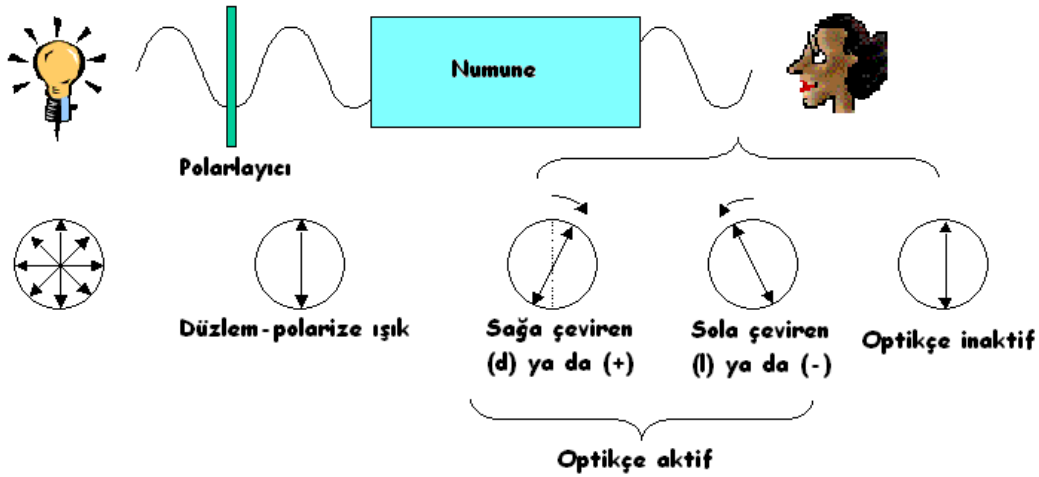 Numune
Polarlayıcı
Düzlem-polarize ışık
Sağa çeviren
(d) ya da (+)
Sola çeviren
(l) ya da (-)
Optikçe inaktif
Optikçe aktif